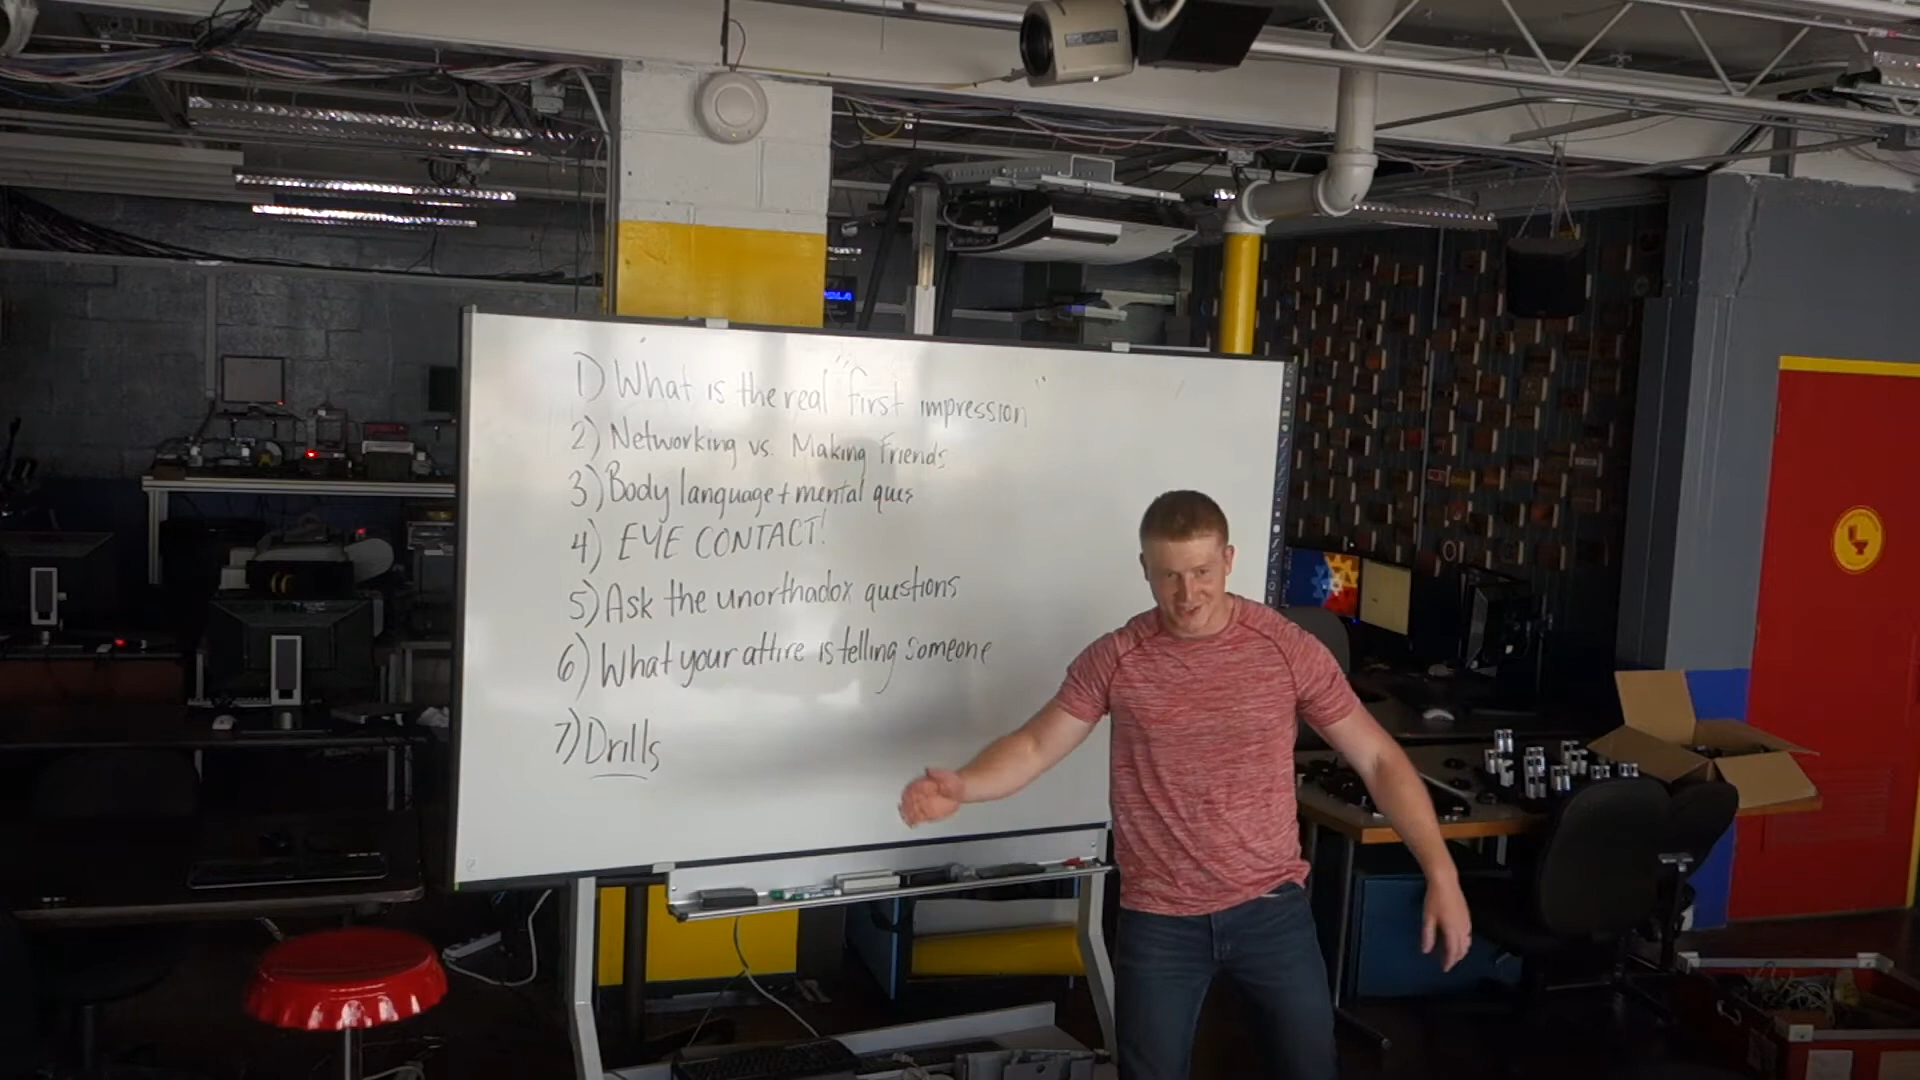 1) What is the real "first impression"
2) Networking vs. Making Friends
3) Body language + mental ques
4) EYE CONTACT!
5) Ask the unorthadox questions
6) What your attire is telling someone
7) Drills